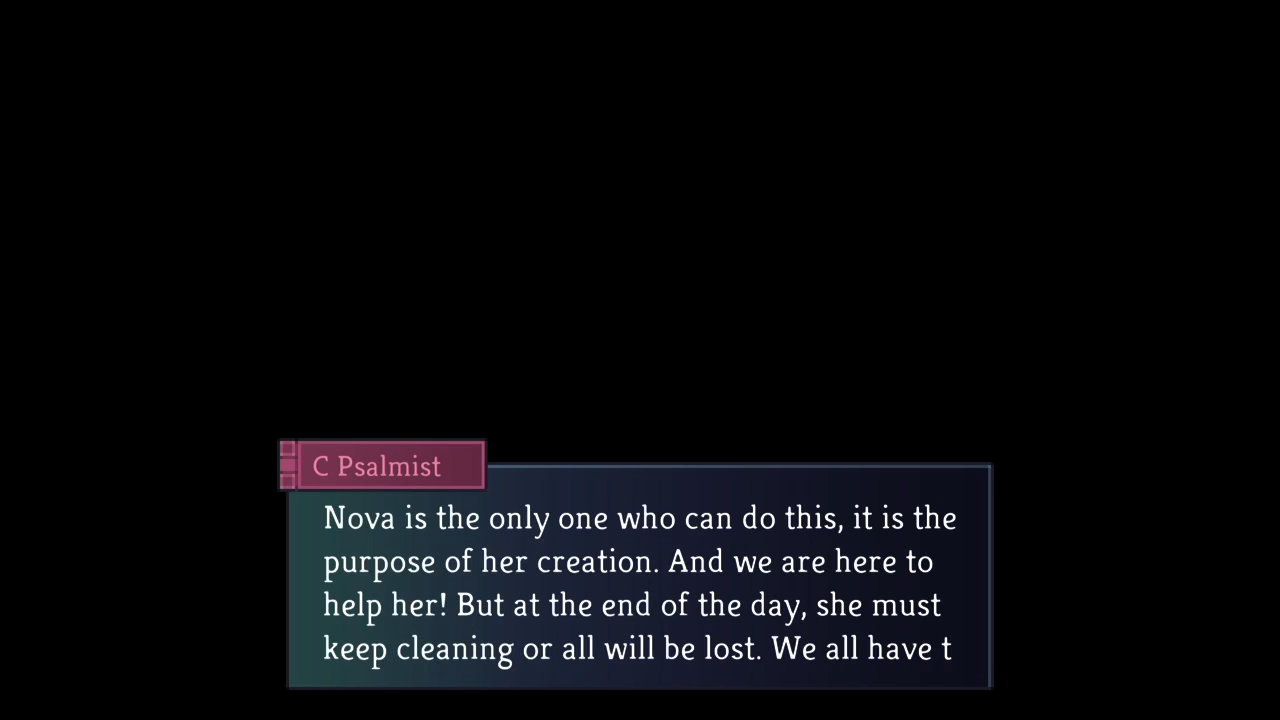 C Psalmist
Nova is the only one who can do this, it is the
purpose of her creation. And we are here to
help her! But at the end of the day, she must
keep cleaning or all will be lost. We all have t